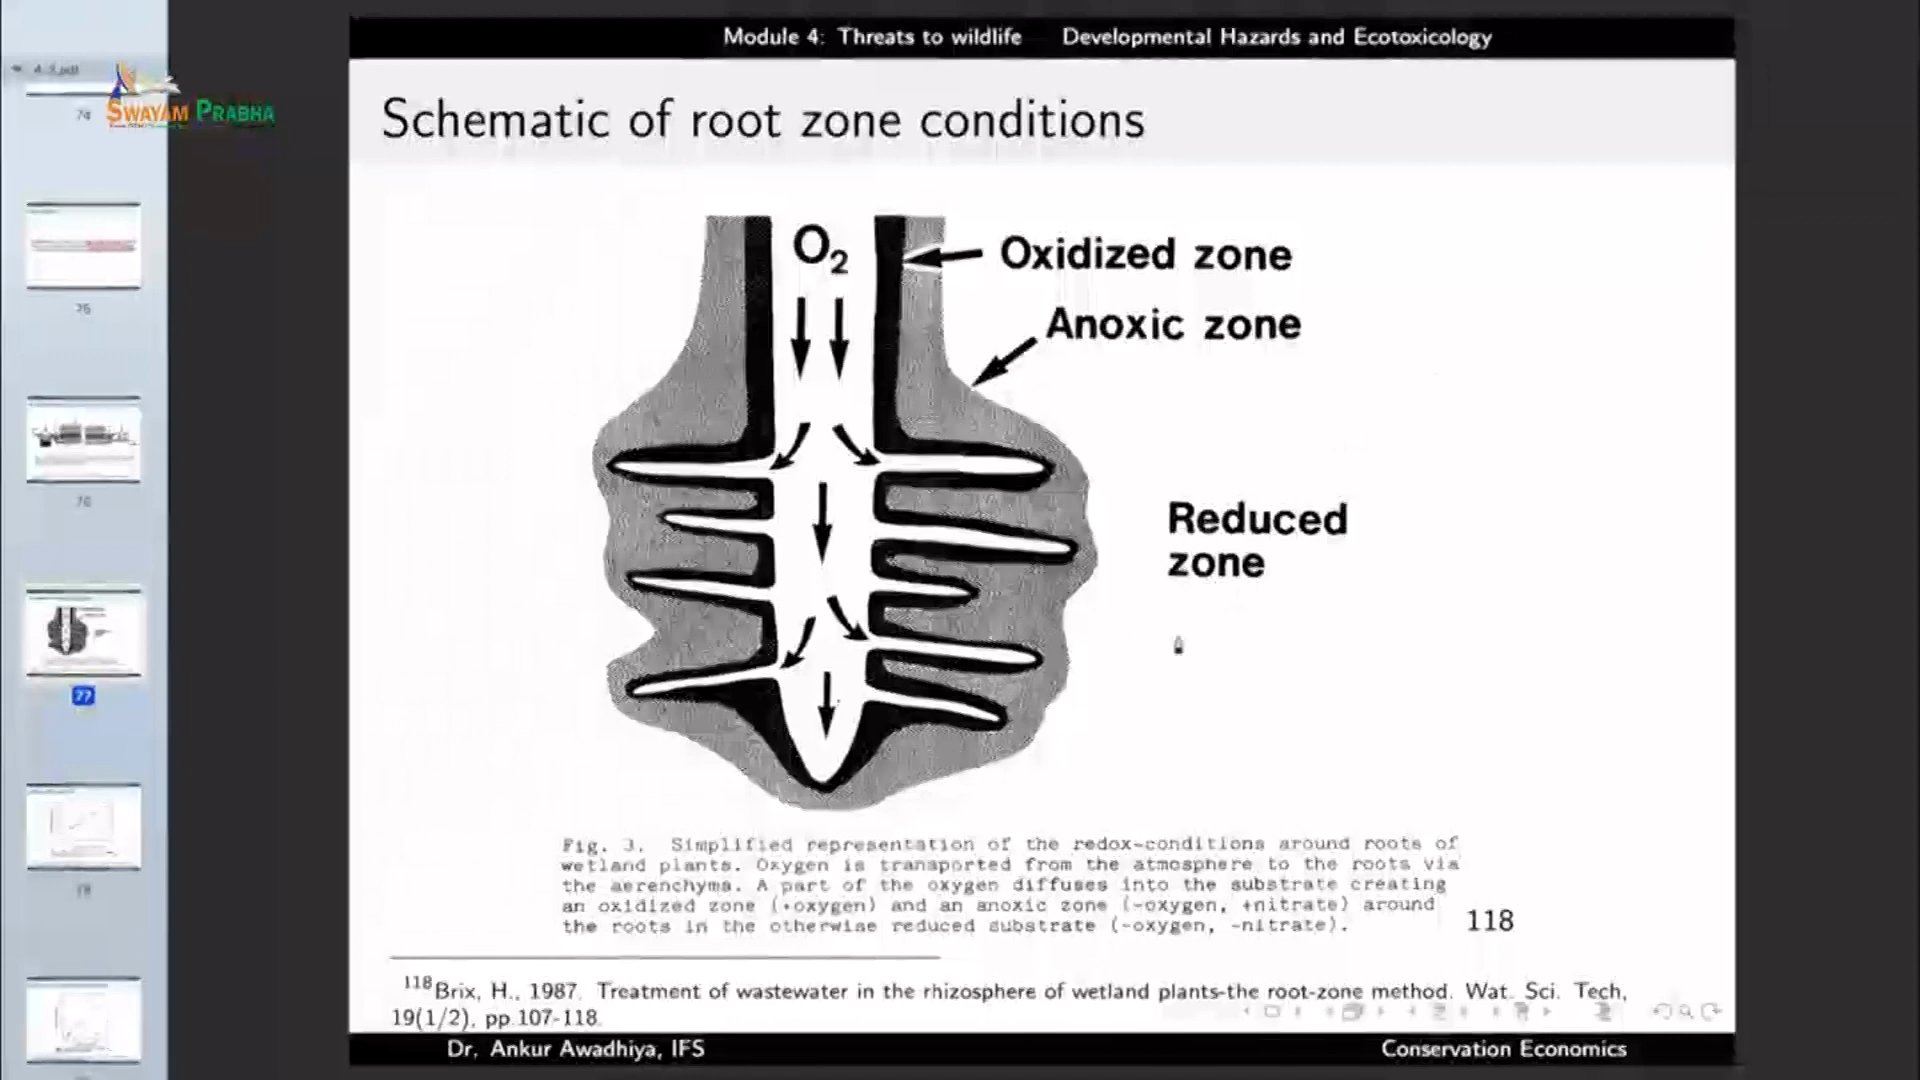 Module 4: Threats to wildlife Developmental Hazards and Ecotoxicology
SWAYAM PRABHA
Schematic of root zone conditions
O2
Oxidized zone
Anoxic zone
Reduced
zone
Fig. 3. Simplified representation of the redox-conditions around roots of
wetland plants. Oxygen is transported from the atmosphere to the roots via
the aerenchyma. A part of the oxygen diffuses into the substrate creating
an oxidized zone (+oxygen) and an anoxic zone (-oxygen, +nitrate) around
the roots in the otherwise reduced substrate (-oxygen, -nitrate).
118
118 Brix, H., 1987. Treatment of wastewater in the rhizosphere of wetland plants-the root-zone method. Wat. Sci. Tech,
19(1/2), pp.107-118.
Dr. Ankur Awadhiya, IFS Conservation Economics
74
77